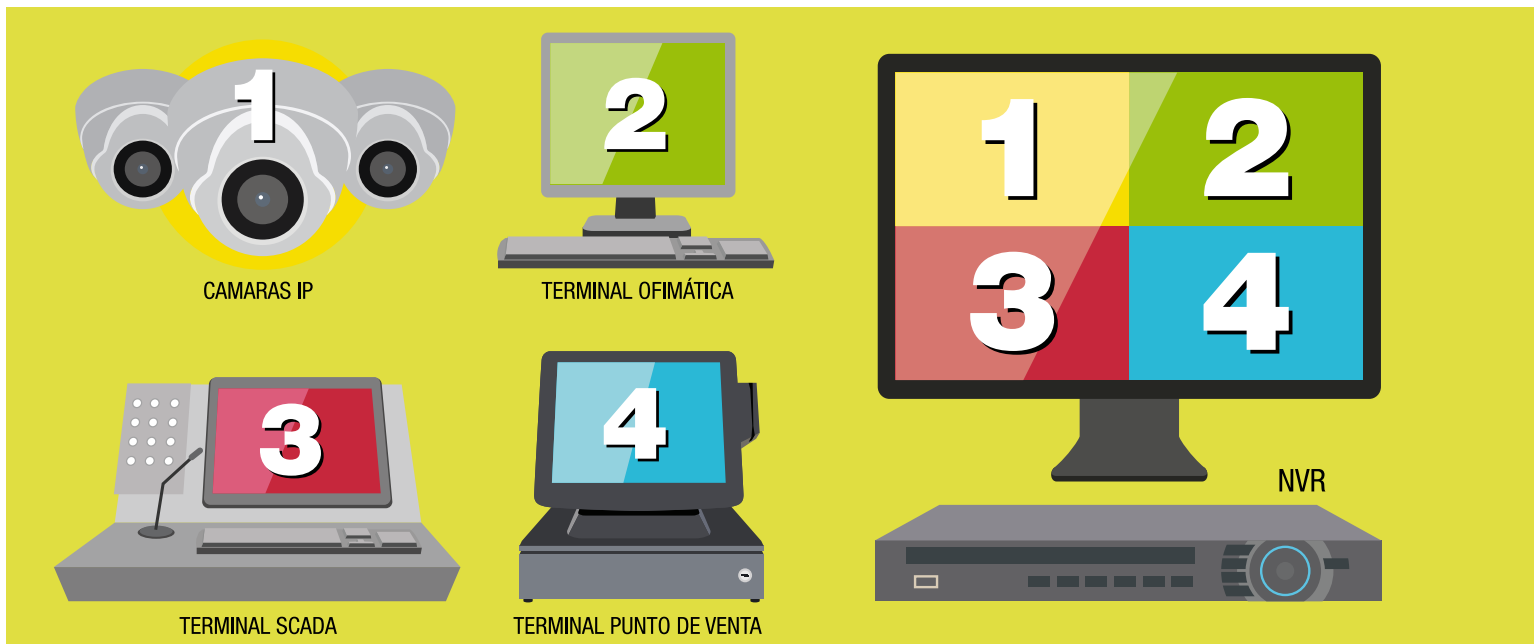 1
CAMARAS IP
2
TERMINAL OFIMÁTICA
3
TERMINAL SCADA
4
TERMINAL PUNTO DE VENTA
1 2
3 4
NVR